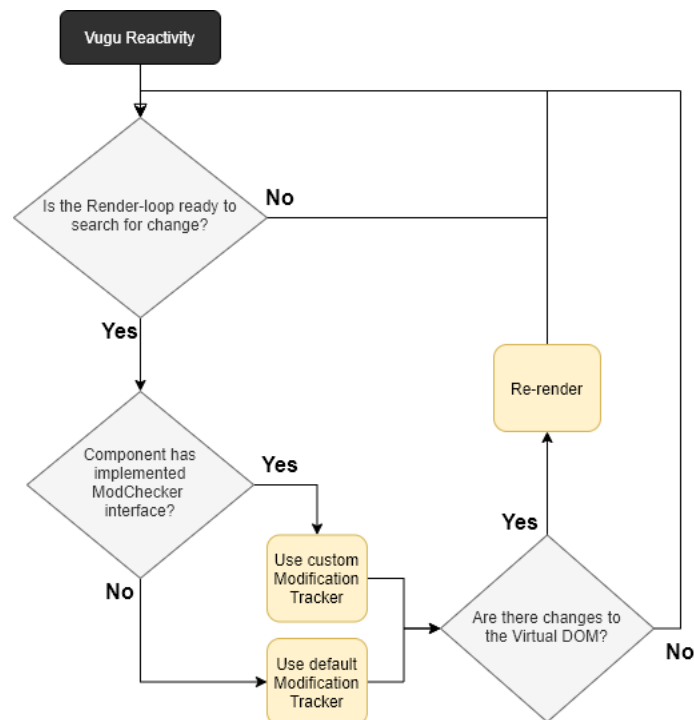 Vugu Reactivity
Is the Render-loop ready to
search for change?
No
Yes
Component has
implemented
ModChecker
interface?
Yes
No
Use custom
Modification
Tracker
Use default
Modification
Tracker
Are there changes to
the Virtual DOM?
Yes
No
Re-render